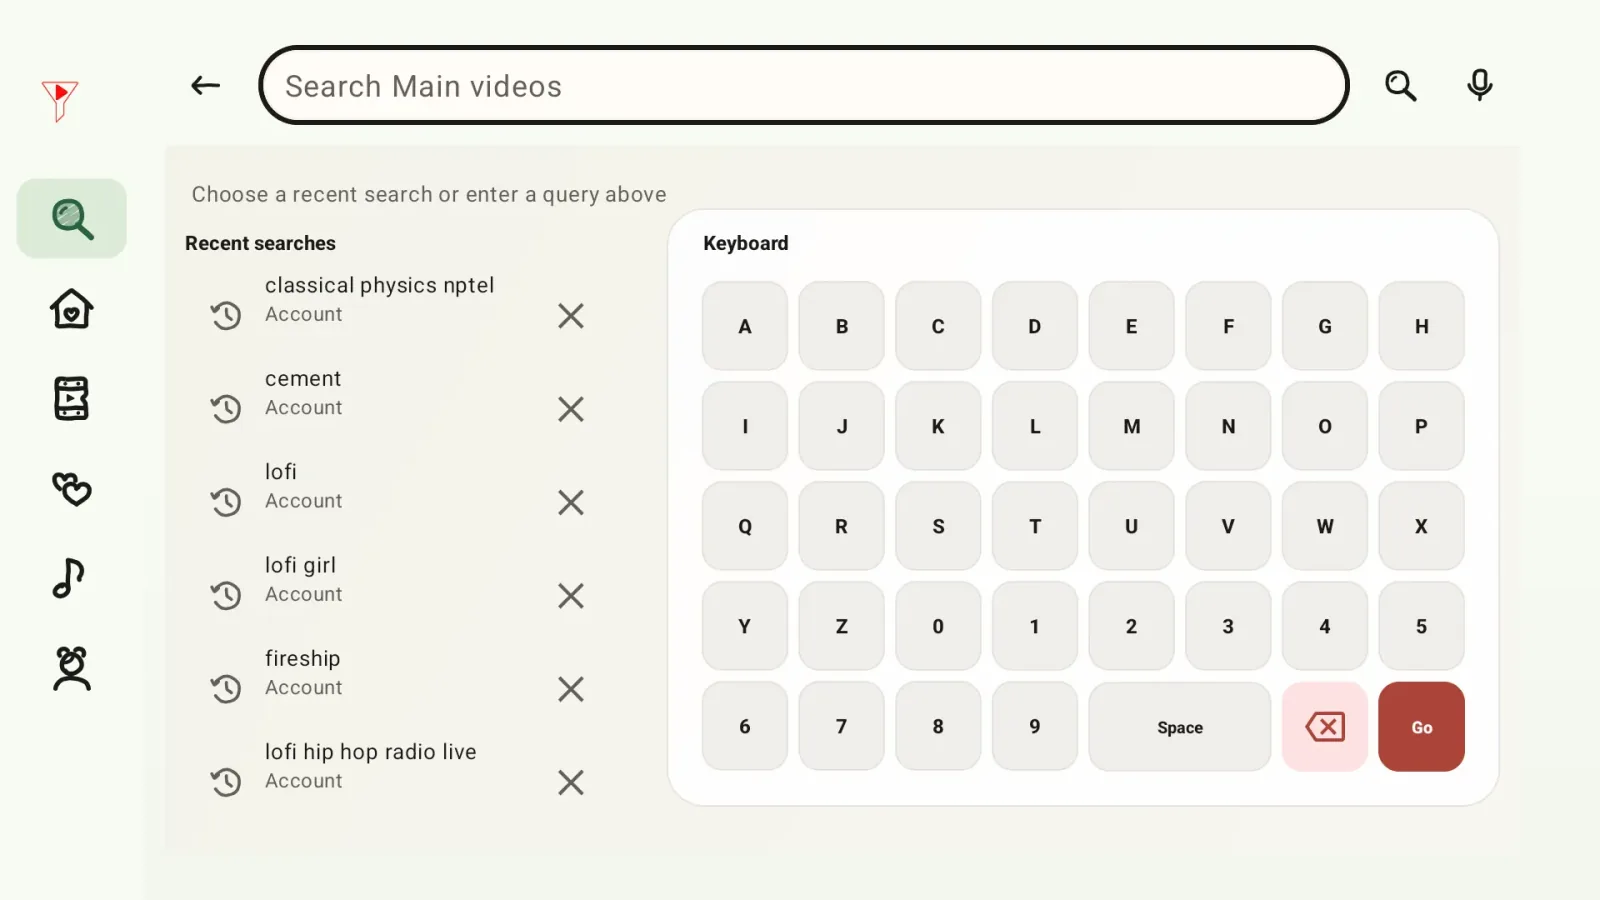 Search Main videos
Choose a recent search or enter a query above
Recent searches
classical physics nptel
Account
cement
Account
lofi
Account
lofi girl
Account
fireship
Account
lofi hip hop radio live
Account
Keyboard
A B C D E F G H
I J K L M N O P
Q R S T U V W X
Y Z 0 1 2 3 4 5
6 7 8 9 Space Go